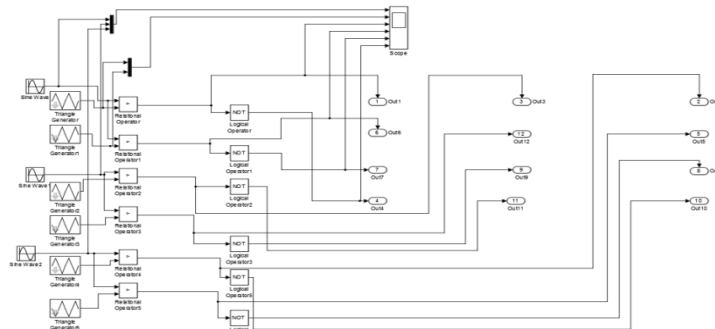 Scope
Sine Wave
Triangle
Generator
Relational
Operator
NOT
Logical
Operator
1
Out1
3
Out3
2
Triangle
Generator1
Relational
Operator1
NOT
Logical
Operator1
6
Out6
12
Out12
5
Out5
Sine Wave1
Relational
Operator2
NOT
Logical
Operator2
7
Out7
9
Out9
8
Triangle
Generator2
4
Out4
11
Out11
10
Out10
Triangle
Generator3
Relational
Operator3
NOT
Logical
Operator3
Sine Wave2
Triangle
Generator4
Relational
Operator4
NOT
Logical
Operator5
Relational
Operator5
Triangle
NOT